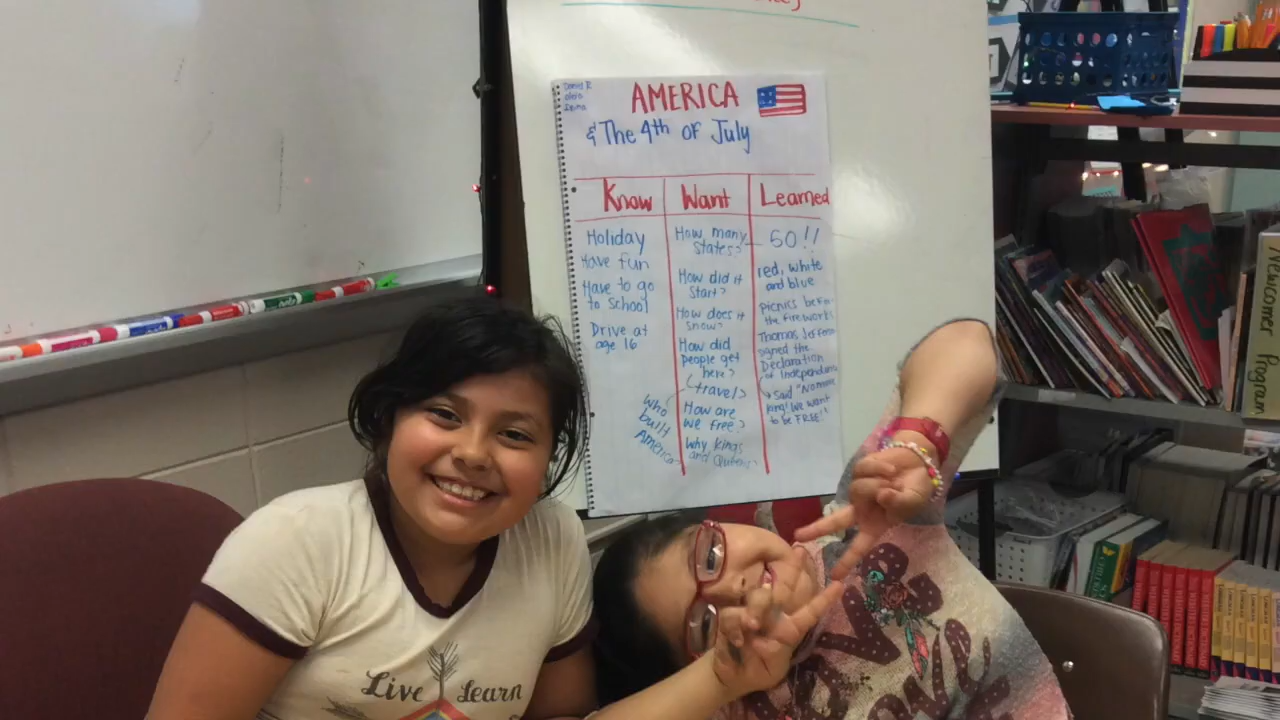 Daniel R
AMERICA
& The 4th of July
Know Want Learned
Holiday
Have fun
Have to go
to School
Drive at
age 16
How many
states?
How did it
start?
How does it
snow?
How did
people get
here?
(travel)
Who
built
America?
How are
we free?
Why kings
and Queens?
50!!
red, white
and blue
picnics before
the fireworks
Thomas Jefferson
signed the
Declaration
of Independence
Said "No more
king! We want
to be FREE!"
Live Learn
Newcomer Program